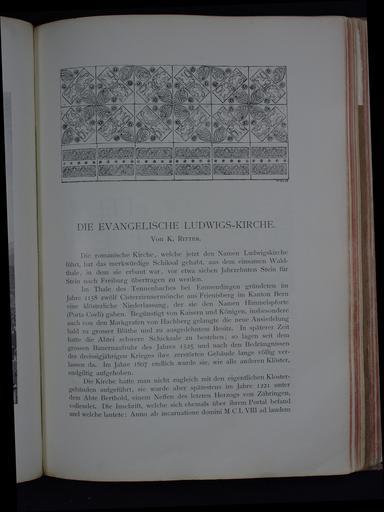 DIE EVANGELISCHE LUDWIGS-KIRCHE.
Von K. Ritter.
Die romanische Kirche, welche jetzt den Namen Ludwigskirche
führt, hat das merkwürdige Schiksal gehabt, aus dem einsamen Wald-
thale, in dem sie erbaut war, vor etwa sieben Jahrzehnten Stein für
Stein nach Freiburg übertragen zu werden.
Im Thale des Tennenbaches bei Emmendingen gründeten im
Jahre 1158 zwölf Cisterziensermönche aus Frienisberg im Kanton Bern
eine klösterliche Niederlassung, der sie den Namen Himmelspforte
(Porta Coeli) gaben. Begünstigt von Kaisern und Königen, insbesondere
auch von den Markgrafen von Hachberg gelangte die neue Ansiedelung
bald zu grosser Blüthe und zu ausgedehntem Besitz. In späterer Zeit
hatte die Abtei schwere Schicksale zu bestehen; so lagen seit dem
grossen Bauernaufruhr des Jahres 1525 und nach den Bedrängnissen
des dreissigjährigen Krieges ihre zerstörten Gebäude lange völlig ver-
lassen da. Im Jahre 1807 endlich wurde sie, wie alle anderen Klöster,
endgiltig aufgehoben.
Die Kirche hatte man nicht zugleich mit den eigentlichen Kloster-
gebäuden aufgeführt, sie wurde aber spätestens im Jahre 1221 unter
dem Abte Berthold, einem Neffen des letzten Herzogs von Zähringen,
vollendet. Die Inschrift, welche sich ehemals über ihrem Portal befand
und welche lautete: Anno ab incarnatione domini M C L VIII ad laudem